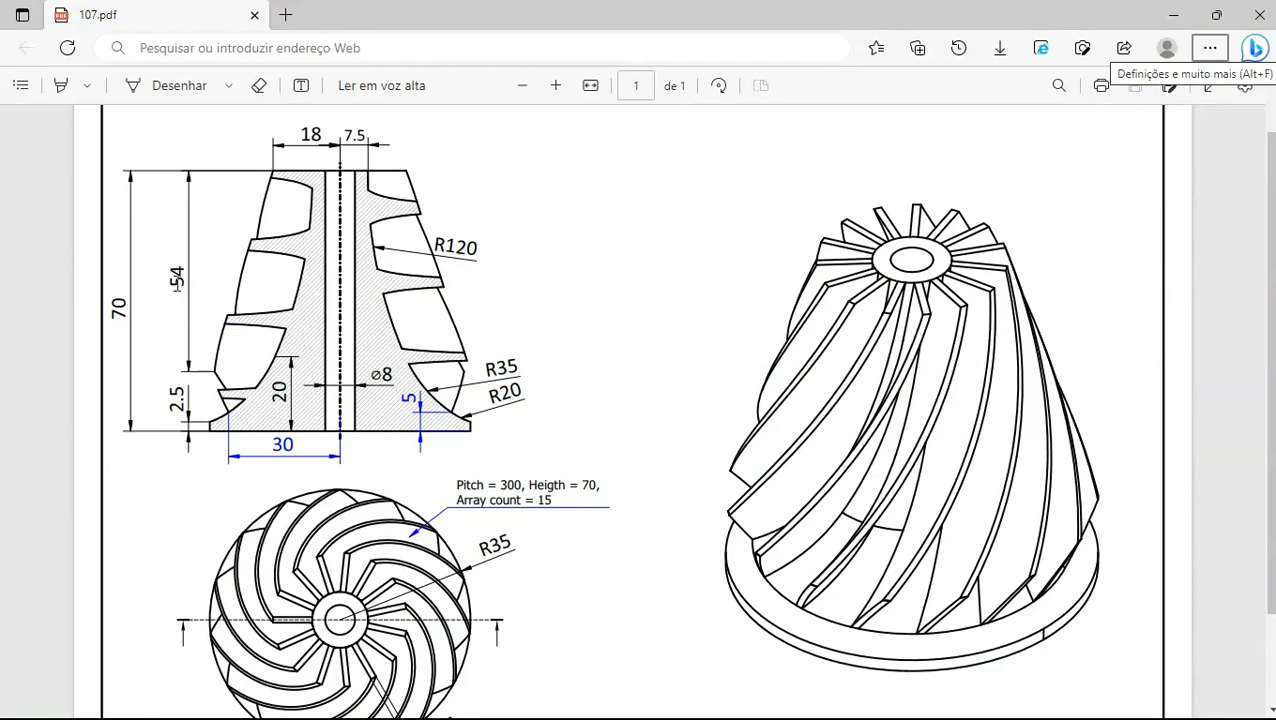 107.pdf
Pesquisar ou introduzir endereço Web
Definições e muito mais (Alt+F)
Desenhar
Ler em voz alta
1
de 1
18
7.5
R120
54
70
⌀8
R35
R20
20
5
2.5
30
Pitch = 300, Heigth = 70,
Array count = 15
R35